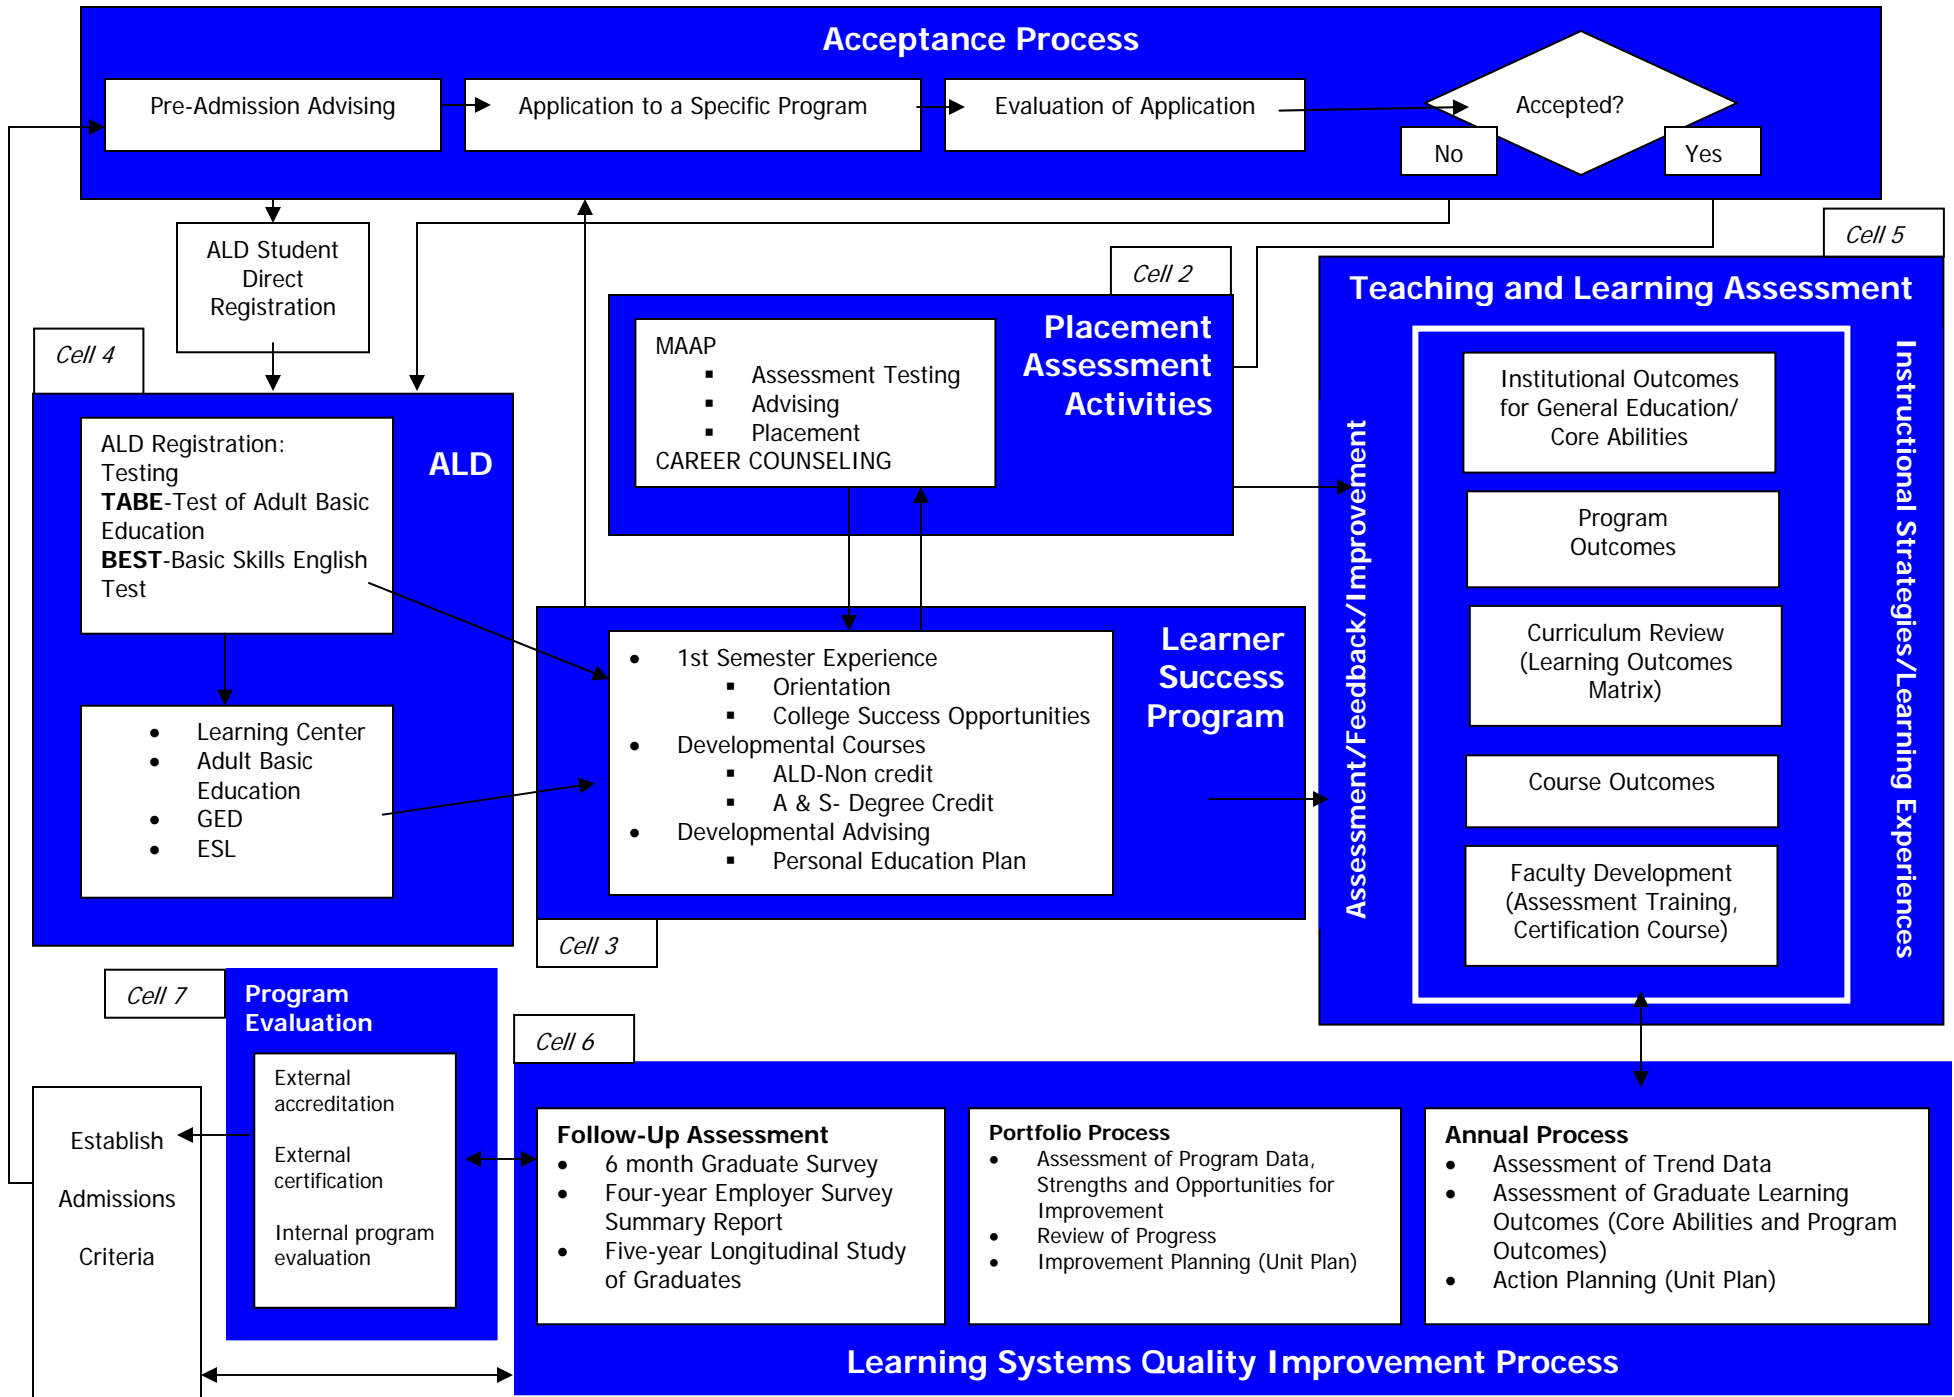 Acceptance Process
Pre-Admission Advising
Application to a Specific Program
Evaluation of Application
Accepted?
No
Yes
ALD Student
Direct
Registration
Cell 2
Placement
Assessment
Activities
MAAP
▪ Assessment Testing
▪ Advising
▪ Placement
CAREER COUNSELING
Cell 5
Teaching and Learning Assessment
Assessment/Feedback/Improvement
Institutional Outcomes
for General Education/
Core Abilities
Program
Outcomes
Curriculum Review
(Learning Outcomes
Matrix)
Course Outcomes
Faculty Development
(Assessment Training,
Certification Course)
Instructional Strategies/Learning Experiences
Cell 4
ALD
ALD Registration:
Testing
TABE-Test of Adult Basic
Education
BEST-Basic Skills English
Test
• Learning Center
• Adult Basic
Education
• GED
• ESL
Learner
Success
Program
• 1st Semester Experience
▪ Orientation
▪ College Success Opportunities
• Developmental Courses
▪ ALD-Non credit
▪ A & S- Degree Credit
• Developmental Advising
▪ Personal Education Plan
Cell 3
Cell 7
Program
Evaluation
External
accreditation
External
certification
Internal program
evaluation
Establish
Admissions
Criteria
Cell 6
Follow-Up Assessment
• 6 month Graduate Survey
• Four-year Employer Survey
Summary Report
• Five-year Longitudinal Study
of Graduates
Portfolio Process
• Assessment of Program Data,
Strengths and Opportunities for
Improvement
• Review of Progress
• Improvement Planning (Unit Plan)
Annual Process
• Assessment of Trend Data
• Assessment of Graduate Learning
Outcomes (Core Abilities and Program
Outcomes)
• Action Planning (Unit Plan)
Learning Systems Quality Improvement Process